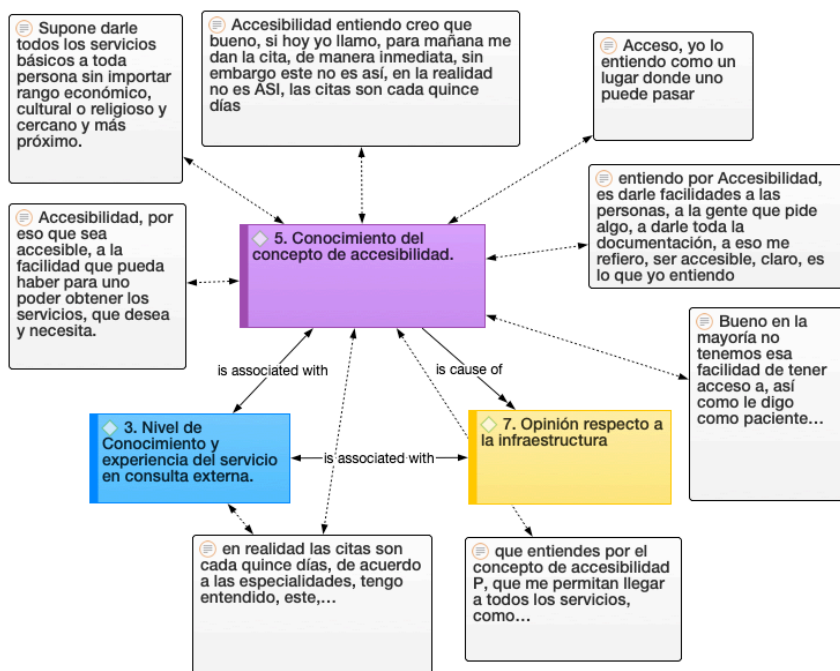 Supone darle
todos los servicios
básicos a toda
persona sin importar
rango económico,
cultural o religioso y
cercano y más
próximo.
Accesibilidad entiendo creo que
bueno, si hoy yo llamo, para mañana me
dan la cita, de manera inmediata, sin
embargo este no es así, en la realidad
no es ASI, las citas son cada quince
días
Acceso, yo lo
entiendo como un
lugar donde uno
puede pasar
entiendo por Accesibilidad,
es darle facilidades a las
personas, a la gente que pide
algo, a darle toda la
documentación, a eso me
refiero, ser accesible, claro, es
lo que yo entiendo
Accesibilidad, por
eso que sea
accesible, a la
facilidad que pueda
haber para uno
poder obtener los
servicios, que desea
y necesita.
5. Conocimiento del
concepto de accesibilidad.
Bueno en la
mayoría no
tenemos esa
facilidad de tener
acceso a, así
como le digo
como paciente…
is associated with
is cause of
3. Nivel de
Conocimiento y
experiencia del servicio
en consulta externa.
is associated with
7. Opinión respecto a
la infraestructura
en realidad las citas son
cada quince días, de acuerdo
a las especialidades, tengo
entendido, este,…
que entiendes por el
concepto de accesibilidad
P, que me permitan llegar
a todos los servicios,
como…